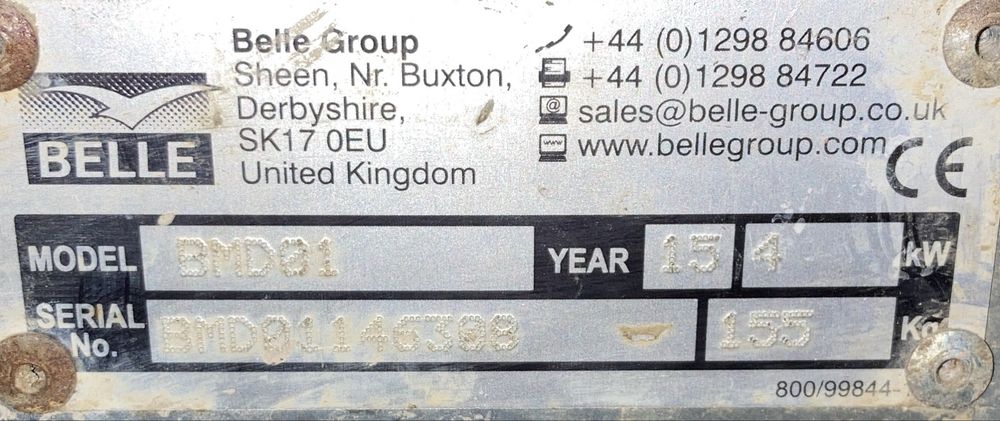 BELLE
Belle Group
Sheen, Nr. Buxton,
Derbyshire,
SK17 0EU
United Kingdom
+44 (0)1298 84606
+44 (0)1298 84722
@ sales@belle-group.co.uk
www www.bellegroup.com
CE
MODEL BMD01 YEAR 15 4 kW
SERIAL No. BMD01146308 155 Kg
800/99844-